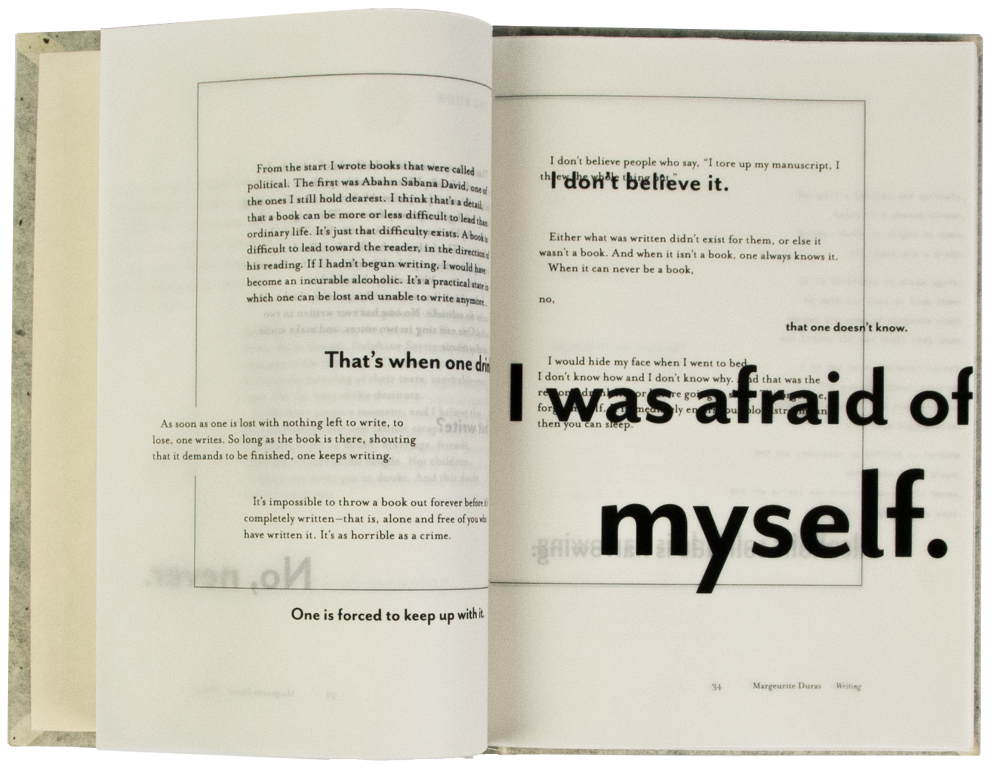 From the start I wrote books that were called
political. The first was Abahn Sabana David, one of
the ones I still hold dearest. I think that's a detail,
that a book can be more or less difficult to lead than
ordinary life. It's just that difficulty exists. A book is
difficult to lead toward the reader, in the direction of
his reading. If I hadn't begun writing, I would have
become an incurable alcoholic. It's a practical state in
which one can be lost and unable to write anymore.
That's when one
As soon as one is lost with nothing left to write, to
lose, one writes. So long as the book is there, shouting
that it demands to be finished, one keeps writing.
It's impossible to throw a book out forever before
completely written—that is, alone and free of you who
have written it. It's as horrible as a crime.
No, never.
One is forced to keep up with it.
I don't believe people who say, "I tore up my manuscript, I
threw the whole thing out."
I don't believe it.
Either what was written didn't exist for them, or else it
wasn't a book. And when it isn't a book, one always knows it.
When it can never be a book,
no,
that one doesn't know.
I would hide my face when I went to bed.
I don't know how and I don't know why. And that was the
I was afraid of
then you can sleep.
myself.
34 Margeurite Duras Writing